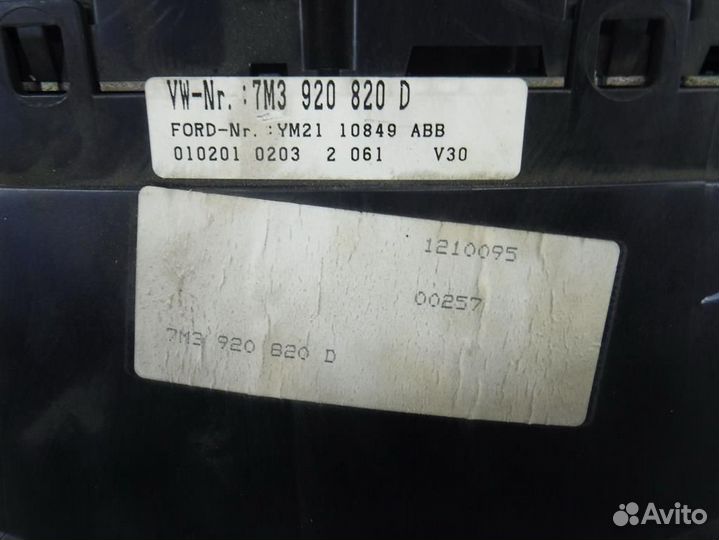 VW-Nr. :7M3 920 820 D
FORD-Nr. :YM21 10849 ABB
010201 0203 2 061 V30
1210095
00257
7M3 920 820 D
Avito